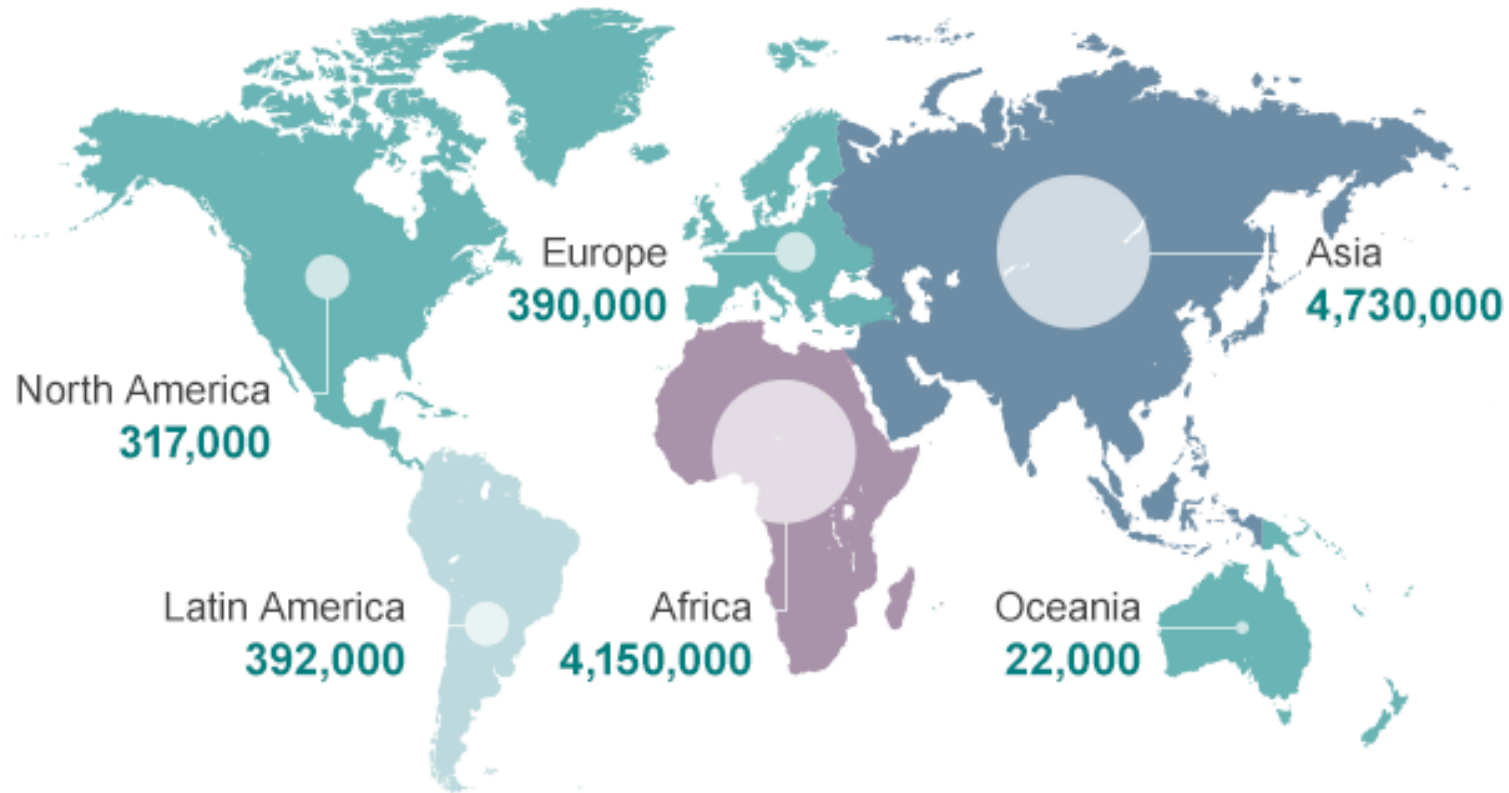 Europe
390,000
Asia
4,730,000
North America
317,000
Latin America
392,000
Africa
4,150,000
Oceania
22,000